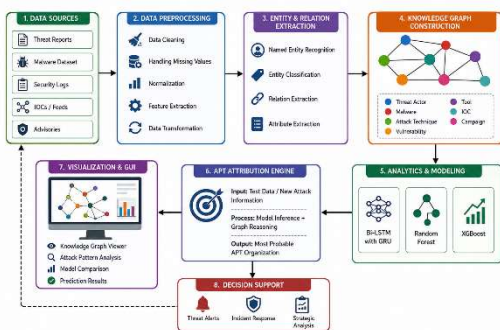 1. DATA SOURCES
Threat Reports
Malware Dataset
Security Logs
IOCs / Feeds
Advisories
2. DATA PREPROCESSING
Data Cleaning
Handling Missing Values
Normalization
Feature Extraction
Data Transformation
3. ENTITY & RELATION
EXTRACTION
Named Entity Recognition
Entity Classification
Relation Extraction
Attribute Extraction
4. KNOWLEDGE GRAPH
CONSTRUCTION
Threat Actor
Malware
Attack Technique
Vulnerability
Tool
IOC
Campaign
7. VISUALIZATION & GUI
Knowledge Graph Viewer
Attack Pattern Analysis
Model Comparison
Prediction Results
6. APT ATTRIBUTION ENGINE
Input: Test Data / New Attack
Information
Process: Model Inference +
Graph Reasoning
Output: Most Probable
APT Organization
5. ANALYTICS & MODELING
Bi-LSTM
with GRU
Random
Forest
XGBoost
8. DECISION SUPPORT
Threat Alerts
Incident Response
Strategic
Analysis